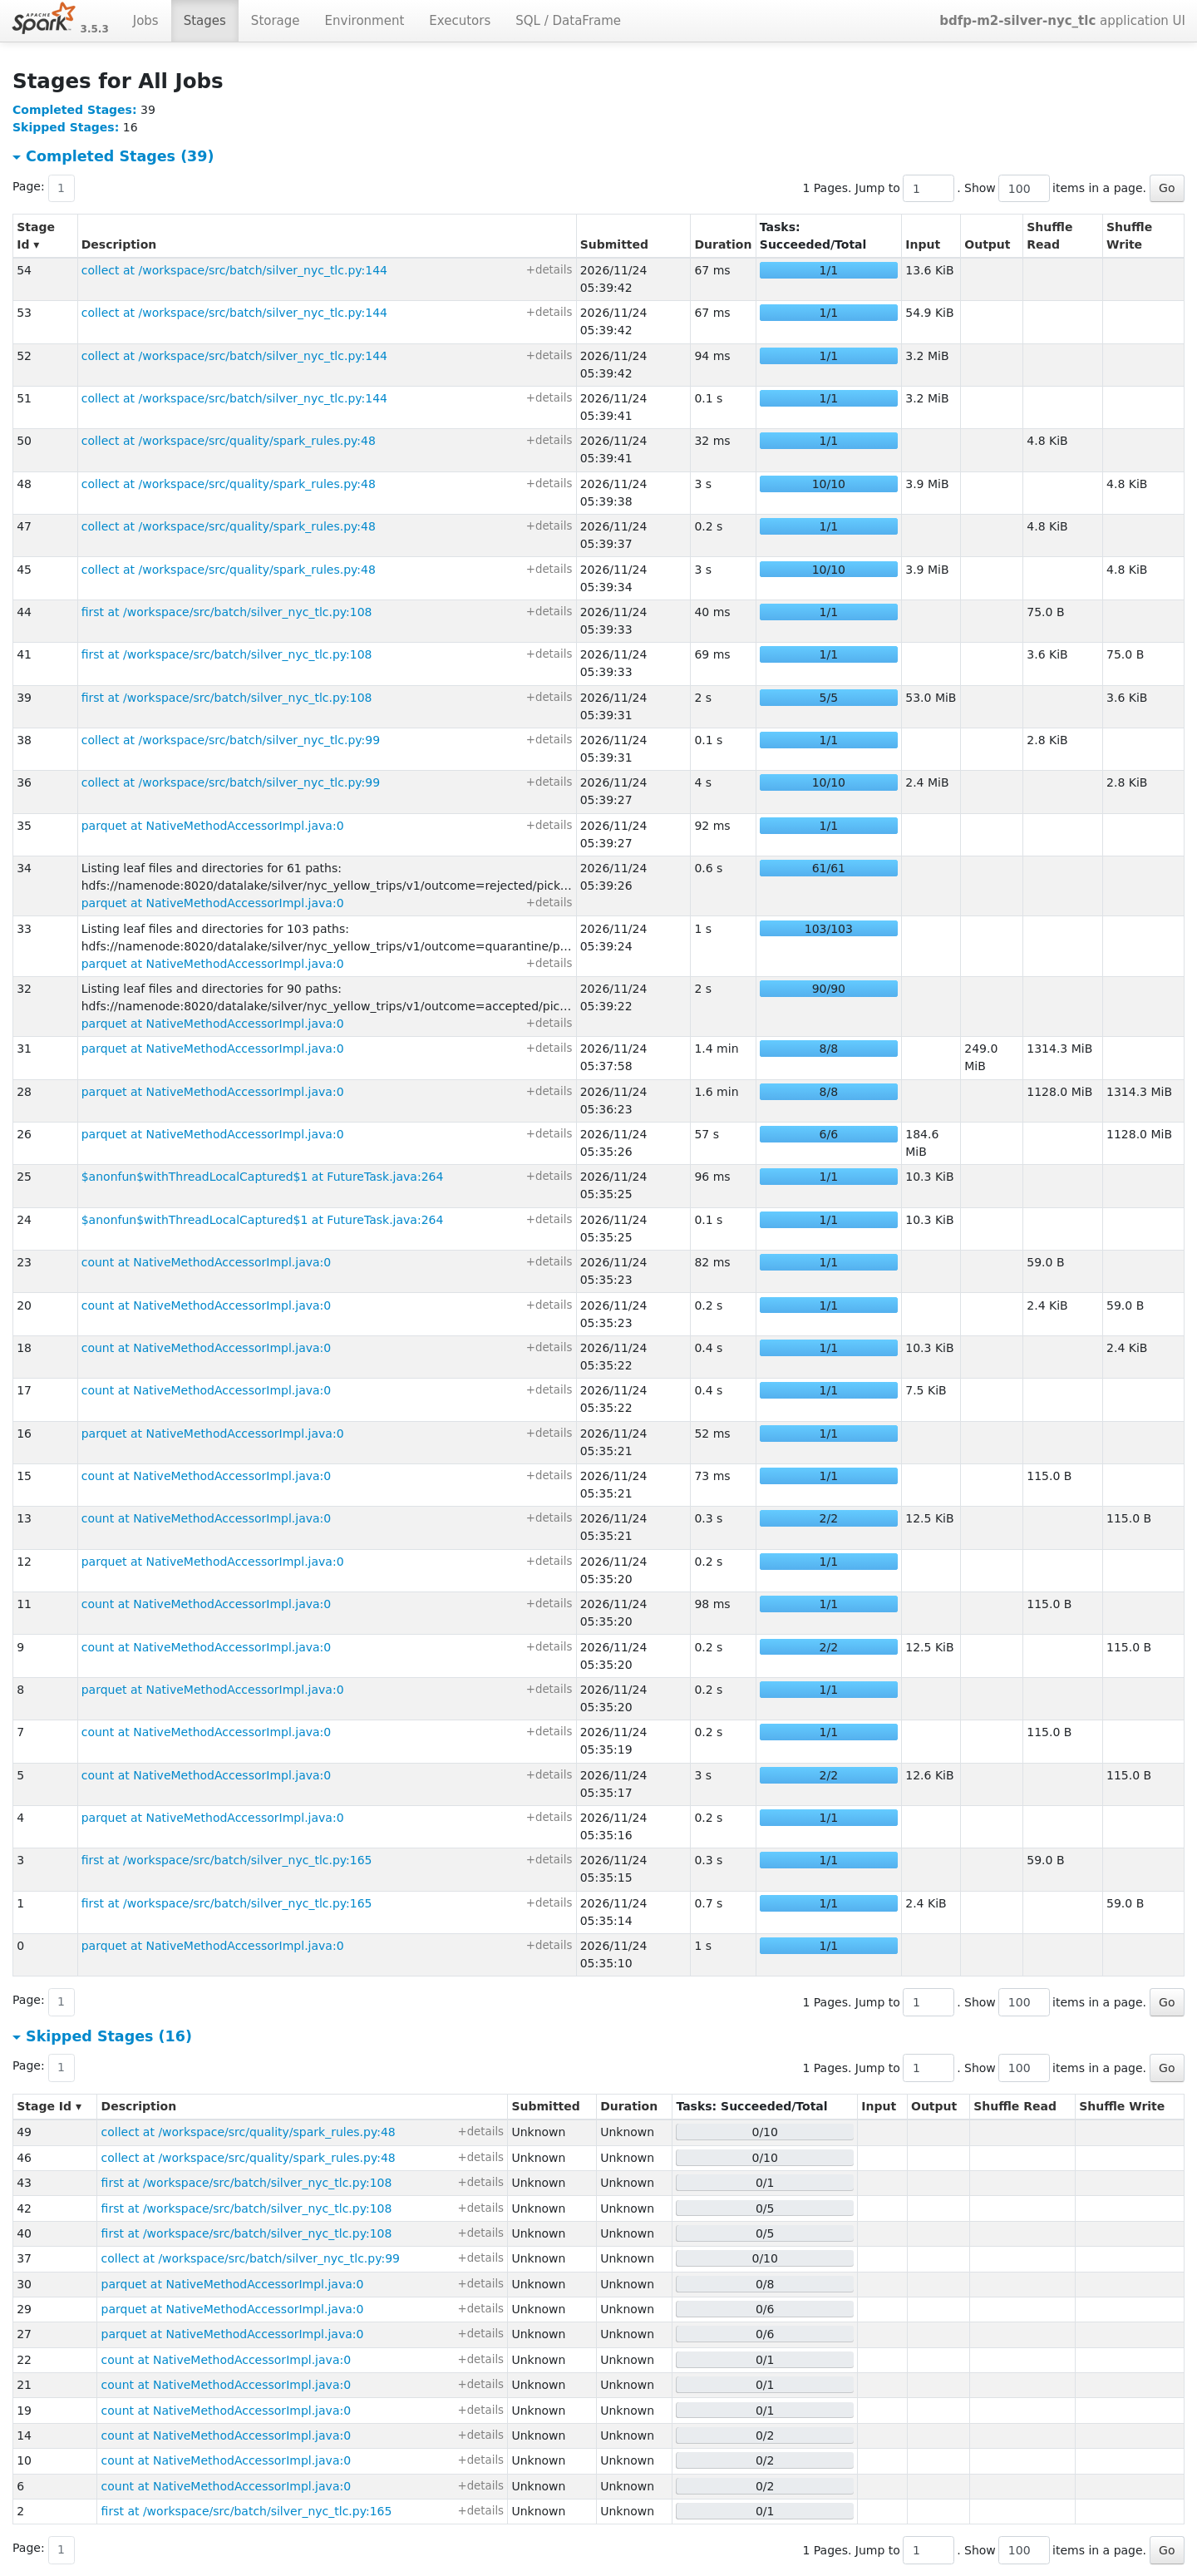 APACHE
Spark 3.5.3 Jobs Stages Storage Environment Executors SQL / DataFrame bdfp-m2-silver-nyc_tlc application UI
Stages for All Jobs
Completed Stages: 39
Skipped Stages: 16
Completed Stages (39)
Page: 1 1 Pages. Jump to 1 . Show 100 items in a page. Go
Stage Id ▾ Description Submitted Duration Tasks: Succeeded/Total Input Output Shuffle Read Shuffle Write
54 collect at /workspace/src/batch/silver_nyc_tlc.py:144 +details 2026/11/24 05:39:42 67 ms 1/1 13.6 KiB
53 collect at /workspace/src/batch/silver_nyc_tlc.py:144 +details 2026/11/24 05:39:42 67 ms 1/1 54.9 KiB
52 collect at /workspace/src/batch/silver_nyc_tlc.py:144 +details 2026/11/24 05:39:42 94 ms 1/1 3.2 MiB
51 collect at /workspace/src/batch/silver_nyc_tlc.py:144 +details 2026/11/24 05:39:41 0.1 s 1/1 3.2 MiB
50 collect at /workspace/src/quality/spark_rules.py:48 +details 2026/11/24 05:39:41 32 ms 1/1 4.8 KiB
48 collect at /workspace/src/quality/spark_rules.py:48 +details 2026/11/24 05:39:38 3 s 10/10 3.9 MiB 4.8 KiB
47 collect at /workspace/src/quality/spark_rules.py:48 +details 2026/11/24 05:39:37 0.2 s 1/1 4.8 KiB
45 collect at /workspace/src/quality/spark_rules.py:48 +details 2026/11/24 05:39:34 3 s 10/10 3.9 MiB 4.8 KiB
44 first at /workspace/src/batch/silver_nyc_tlc.py:108 +details 2026/11/24 05:39:33 40 ms 1/1 75.0 B
41 first at /workspace/src/batch/silver_nyc_tlc.py:108 +details 2026/11/24 05:39:33 69 ms 1/1 3.6 KiB 75.0 B
39 first at /workspace/src/batch/silver_nyc_tlc.py:108 +details 2026/11/24 05:39:31 2 s 5/5 53.0 MiB 3.6 KiB
38 collect at /workspace/src/batch/silver_nyc_tlc.py:99 +details 2026/11/24 05:39:31 0.1 s 1/1 2.8 KiB
36 collect at /workspace/src/batch/silver_nyc_tlc.py:99 +details 2026/11/24 05:39:27 4 s 10/10 2.4 MiB 2.8 KiB
35 parquet at NativeMethodAccessorImpl.java:0 +details 2026/11/24 05:39:27 92 ms 1/1
34 Listing leaf files and directories for 61 paths: 2026/11/24 0.6 s 61/61
hdfs://namenode:8020/datalake/silver/nyc_yellow_trips/v1/outcome=rejected/pick... 05:39:26
parquet at NativeMethodAccessorImpl.java:0 +details
33 Listing leaf files and directories for 103 paths: 2026/11/24 1 s 103/103
hdfs://namenode:8020/datalake/silver/nyc_yellow_trips/v1/outcome=quarantine/p... 05:39:24
parquet at NativeMethodAccessorImpl.java:0 +details
32 Listing leaf files and directories for 90 paths: 2026/11/24 2 s 90/90
hdfs://namenode:8020/datalake/silver/nyc_yellow_trips/v1/outcome=accepted/pic... 05:39:22
parquet at NativeMethodAccessorImpl.java:0 +details
31 parquet at NativeMethodAccessorImpl.java:0 +details 2026/11/24 05:37:58 1.4 min 8/8 249.0 MiB 1314.3 MiB
28 parquet at NativeMethodAccessorImpl.java:0 +details 2026/11/24 05:36:23 1.6 min 8/8 1128.0 MiB 1314.3 MiB
26 parquet at NativeMethodAccessorImpl.java:0 +details 2026/11/24 05:35:26 57 s 6/6 184.6 MiB 1128.0 MiB
25 $anonfun$withThreadLocalCaptured$1 at FutureTask.java:264 +details 2026/11/24 05:35:25 96 ms 1/1 10.3 KiB
24 $anonfun$withThreadLocalCaptured$1 at FutureTask.java:264 +details 2026/11/24 05:35:25 0.1 s 1/1 10.3 KiB
23 count at NativeMethodAccessorImpl.java:0 +details 2026/11/24 05:35:23 82 ms 1/1 59.0 B
20 count at NativeMethodAccessorImpl.java:0 +details 2026/11/24 05:35:23 0.2 s 1/1 2.4 KiB 59.0 B
18 count at NativeMethodAccessorImpl.java:0 +details 2026/11/24 05:35:22 0.4 s 1/1 10.3 KiB 2.4 KiB
17 count at NativeMethodAccessorImpl.java:0 +details 2026/11/24 05:35:22 0.4 s 1/1 7.5 KiB
16 parquet at NativeMethodAccessorImpl.java:0 +details 2026/11/24 05:35:21 52 ms 1/1
15 count at NativeMethodAccessorImpl.java:0 +details 2026/11/24 05:35:21 73 ms 1/1 115.0 B
13 count at NativeMethodAccessorImpl.java:0 +details 2026/11/24 05:35:21 0.3 s 2/2 12.5 KiB 115.0 B
12 parquet at NativeMethodAccessorImpl.java:0 +details 2026/11/24 05:35:20 0.2 s 1/1
11 count at NativeMethodAccessorImpl.java:0 +details 2026/11/24 05:35:20 98 ms 1/1 115.0 B
9 count at NativeMethodAccessorImpl.java:0 +details 2026/11/24 05:35:20 0.2 s 2/2 12.5 KiB 115.0 B
8 parquet at NativeMethodAccessorImpl.java:0 +details 2026/11/24 05:35:20 0.2 s 1/1
7 count at NativeMethodAccessorImpl.java:0 +details 2026/11/24 05:35:19 0.2 s 1/1 115.0 B
5 count at NativeMethodAccessorImpl.java:0 +details 2026/11/24 05:35:17 3 s 2/2 12.6 KiB 115.0 B
4 parquet at NativeMethodAccessorImpl.java:0 +details 2026/11/24 05:35:16 0.2 s 1/1
3 first at /workspace/src/batch/silver_nyc_tlc.py:165 +details 2026/11/24 05:35:15 0.3 s 1/1 59.0 B
1 first at /workspace/src/batch/silver_nyc_tlc.py:165 +details 2026/11/24 05:35:14 0.7 s 1/1 2.4 KiB 59.0 B
0 parquet at NativeMethodAccessorImpl.java:0 +details 2026/11/24 05:35:10 1 s 1/1
Page: 1 1 Pages. Jump to 1 . Show 100 items in a page. Go
Skipped Stages (16)
Page: 1 1 Pages. Jump to 1 . Show 100 items in a page. Go
Stage Id ▾ Description Submitted Duration Tasks: Succeeded/Total Input Output Shuffle Read Shuffle Write
49 collect at /workspace/src/quality/spark_rules.py:48 +details Unknown Unknown 0/10
46 collect at /workspace/src/quality/spark_rules.py:48 +details Unknown Unknown 0/10
43 first at /workspace/src/batch/silver_nyc_tlc.py:108 +details Unknown Unknown 0/1
42 first at /workspace/src/batch/silver_nyc_tlc.py:108 +details Unknown Unknown 0/5
40 first at /workspace/src/batch/silver_nyc_tlc.py:108 +details Unknown Unknown 0/5
37 collect at /workspace/src/batch/silver_nyc_tlc.py:99 +details Unknown Unknown 0/10
30 parquet at NativeMethodAccessorImpl.java:0 +details Unknown Unknown 0/8
29 parquet at NativeMethodAccessorImpl.java:0 +details Unknown Unknown 0/6
27 parquet at NativeMethodAccessorImpl.java:0 +details Unknown Unknown 0/6
22 count at NativeMethodAccessorImpl.java:0 +details Unknown Unknown 0/1
21 count at NativeMethodAccessorImpl.java:0 +details Unknown Unknown 0/1
19 count at NativeMethodAccessorImpl.java:0 +details Unknown Unknown 0/1
14 count at NativeMethodAccessorImpl.java:0 +details Unknown Unknown 0/2
10 count at NativeMethodAccessorImpl.java:0 +details Unknown Unknown 0/2
6 count at NativeMethodAccessorImpl.java:0 +details Unknown Unknown 0/2
2 first at /workspace/src/batch/silver_nyc_tlc.py:165 +details Unknown Unknown 0/1
Page: 1 1 Pages. Jump to 1 . Show 100 items in a page. Go